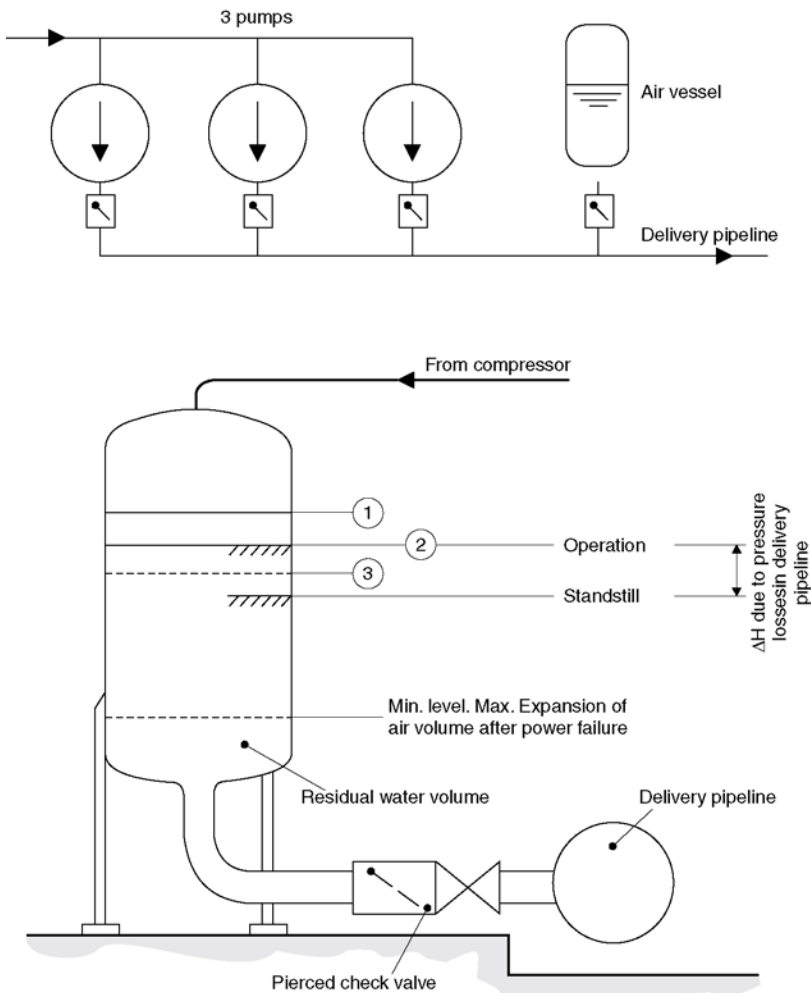 3 pumps
Air vessel
Delivery pipeline
From compressor
1
2
Operation
3
Standstill
ΔH due to pressure
lossesin delivery
pipeline
Min. level. Max. Expansion of
air volume after power failure
Residual water volume
Delivery pipeline
Pierced check valve